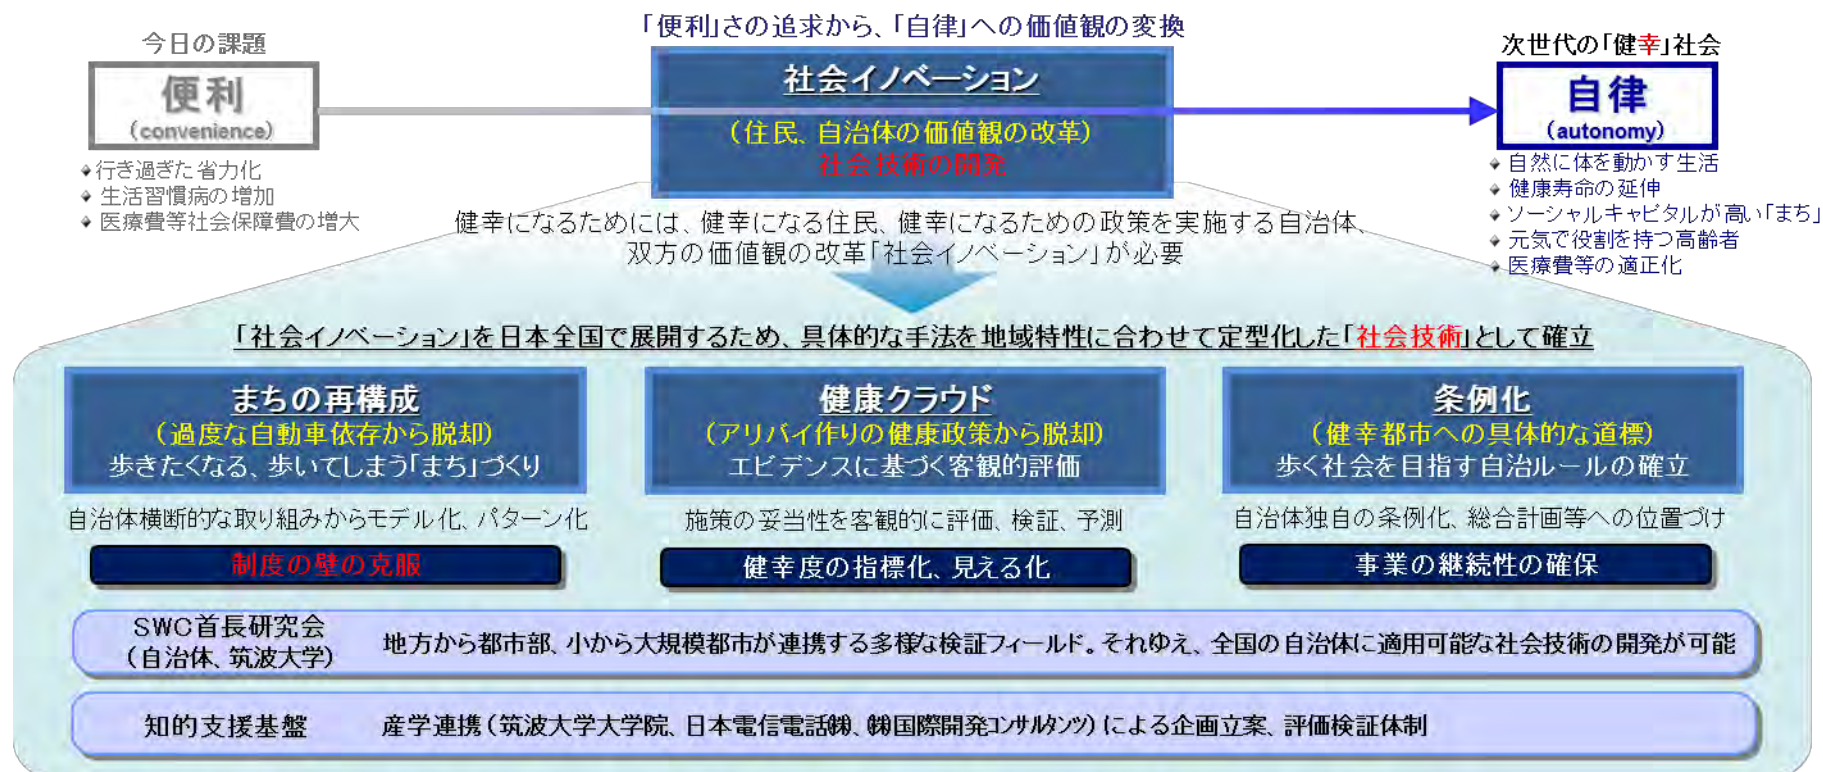 「便利」さの追求から、「自律」への価値観の変換
今日の課題
便利
(convenience)
◆行き過ぎた省力化
◆生活習慣病の増加
◆医療費等社会保障費の増大
社会イノベーション
(住民、自治体の価値観の改革)
社会技術の開発
次世代の「健幸」社会
自律
(autonomy)
◆自然に体を動かす生活
◆健康寿命の延伸
◆ソーシャルキャピタルが高い「まち」
◆元気で役割を持つ高齢者
◆医療費等の適正化
健幸になるためには、健幸になる住民、健幸になるための政策を実施する自治体、
双方の価値観の改革「社会イノベーション」が必要
「社会イノベーション」を日本全国で展開するため、具体的な手法を地域特性に合わせて定型化した「社会技術」として確立
まちの再構成
(過度な自動車依存から脱却)
歩きたくなる、歩いてしまう「まち」づくり
自治体横断的な取り組みからモデル化、パターン化
制度の壁の克服
健康クラウド
(アリバイ作りの健康政策から脱却)
エビデンスに基づく客観的評価
施策の妥当性を客観的に評価、検証、予測
健幸度の指標化、見える化
条例化
(健幸都市への具体的な道標)
歩く社会を目指す自治ルールの確立
自治体独自の条例化、総合計画等への位置づけ
事業の継続性の確保
SWC首長研究会
(自治体、筑波大学)
地方から都市部、小から大規模都市が連携する多様な検証フィールド。それゆえ、全国の自治体に適用可能な社会技術の開発が可能
知的支援基盤
産学連携(筑波大学大学院、日本電信電話㈱、㈱国際開発コンサルタンツ)による企画立案、評価検証体制